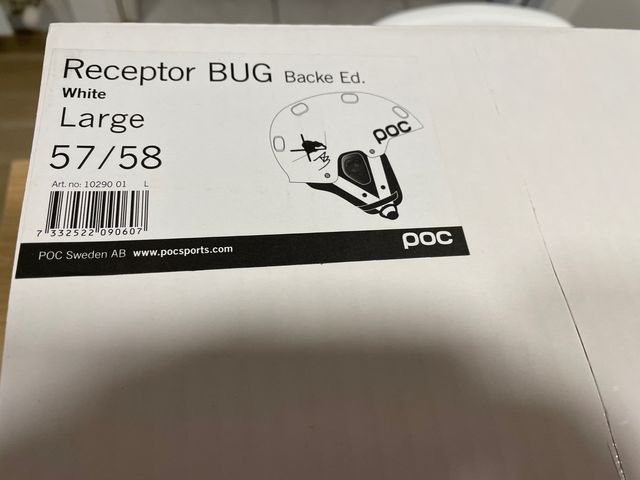 Receptor BUG Backe Ed.
White
Large
57/58
Art. no: 10290 01 L
7 332522 090607
poc
POC Sweden AB www.pocsports.com
poc